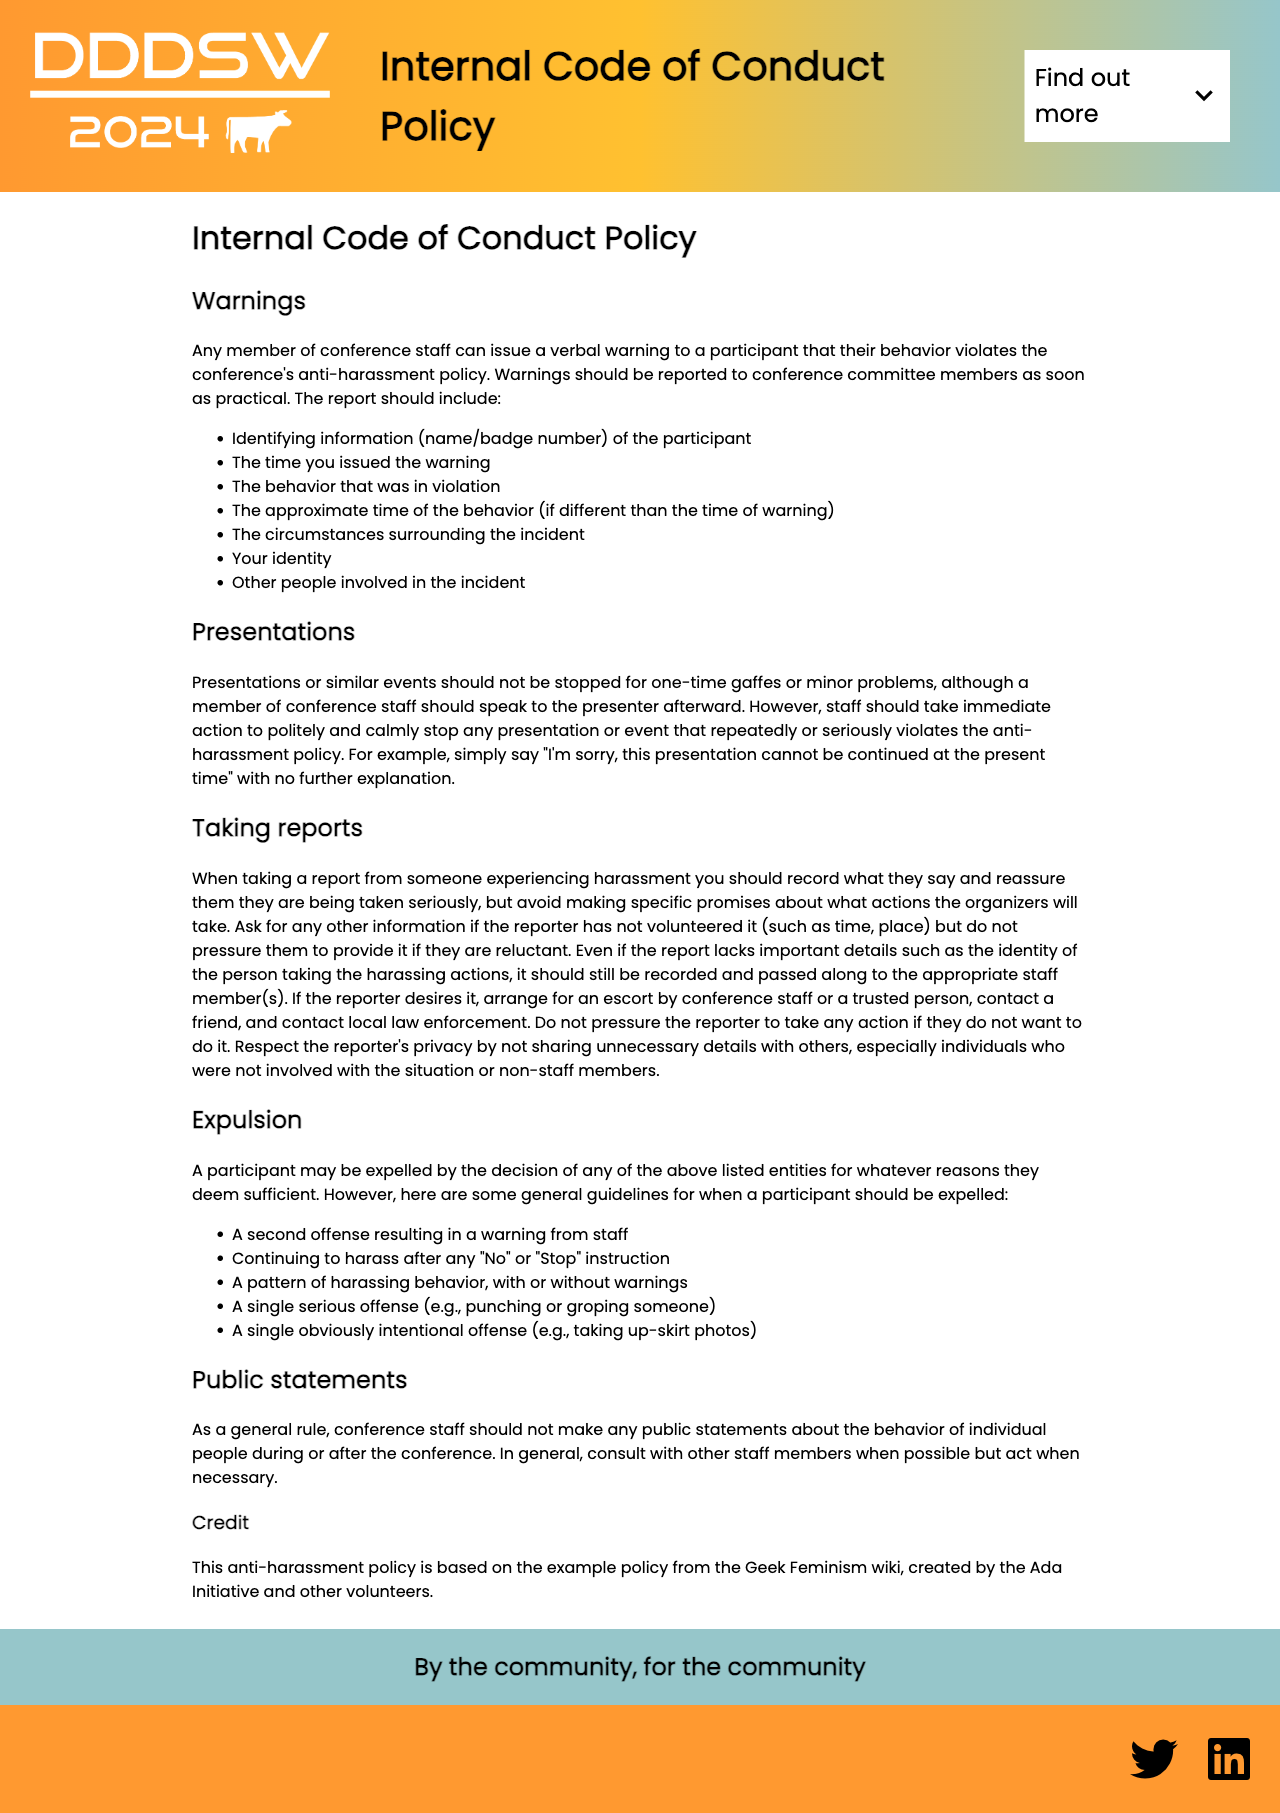 DDDSW
2024
Internal Code of Conduct
Policy
Find out
more
Internal Code of Conduct Policy
Warnings
Any member of conference staff can issue a verbal warning to a participant that their behavior violates the
conference's anti-harassment policy. Warnings should be reported to conference committee members as soon
as practical. The report should include:
• Identifying information (name/badge number) of the participant
• The time you issued the warning
• The behavior that was in violation
• The approximate time of the behavior (if different than the time of warning)
• The circumstances surrounding the incident
• Your identity
• Other people involved in the incident
Presentations
Presentations or similar events should not be stopped for one-time gaffes or minor problems, although a
member of conference staff should speak to the presenter afterward. However, staff should take immediate
action to politely and calmly stop any presentation or event that repeatedly or seriously violates the anti-
harassment policy. For example, simply say "I'm sorry, this presentation cannot be continued at the present
time" with no further explanation.
Taking reports
When taking a report from someone experiencing harassment you should record what they say and reassure
them they are being taken seriously, but avoid making specific promises about what actions the organizers will
take. Ask for any other information if the reporter has not volunteered it (such as time, place) but do not
pressure them to provide it if they are reluctant. Even if the report lacks important details such as the identity of
the person taking the harassing actions, it should still be recorded and passed along to the appropriate staff
member(s). If the reporter desires it, arrange for an escort by conference staff or a trusted person, contact a
friend, and contact local law enforcement. Do not pressure the reporter to take any action if they do not want to
do it. Respect the reporter's privacy by not sharing unnecessary details with others, especially individuals who
were not involved with the situation or non-staff members.
Expulsion
A participant may be expelled by the decision of any of the above listed entities for whatever reasons they
deem sufficient. However, here are some general guidelines for when a participant should be expelled:
• A second offense resulting in a warning from staff
• Continuing to harass after any "No" or "Stop" instruction
• A pattern of harassing behavior, with or without warnings
• A single serious offense (e.g., punching or groping someone)
• A single obviously intentional offense (e.g., taking up-skirt photos)
Public statements
As a general rule, conference staff should not make any public statements about the behavior of individual
people during or after the conference. In general, consult with other staff members when possible but act when
necessary.
Credit
This anti-harassment policy is based on the example policy from the Geek Feminism wiki, created by the Ada
Initiative and other volunteers.
By the community, for the community
in